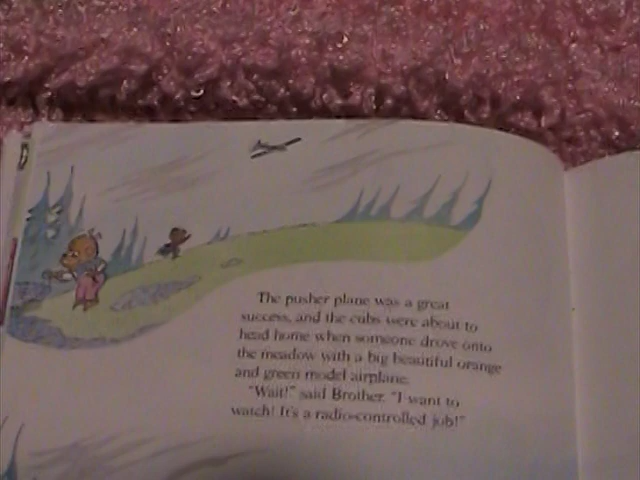 The pusher plane was a great
success, and the cubs were about to
head home when someone drove onto
the meadow with a big beautiful orange
and green model airplane.
"Wait!" said Brother. "I want to
watch! It's a radio-controlled job!"